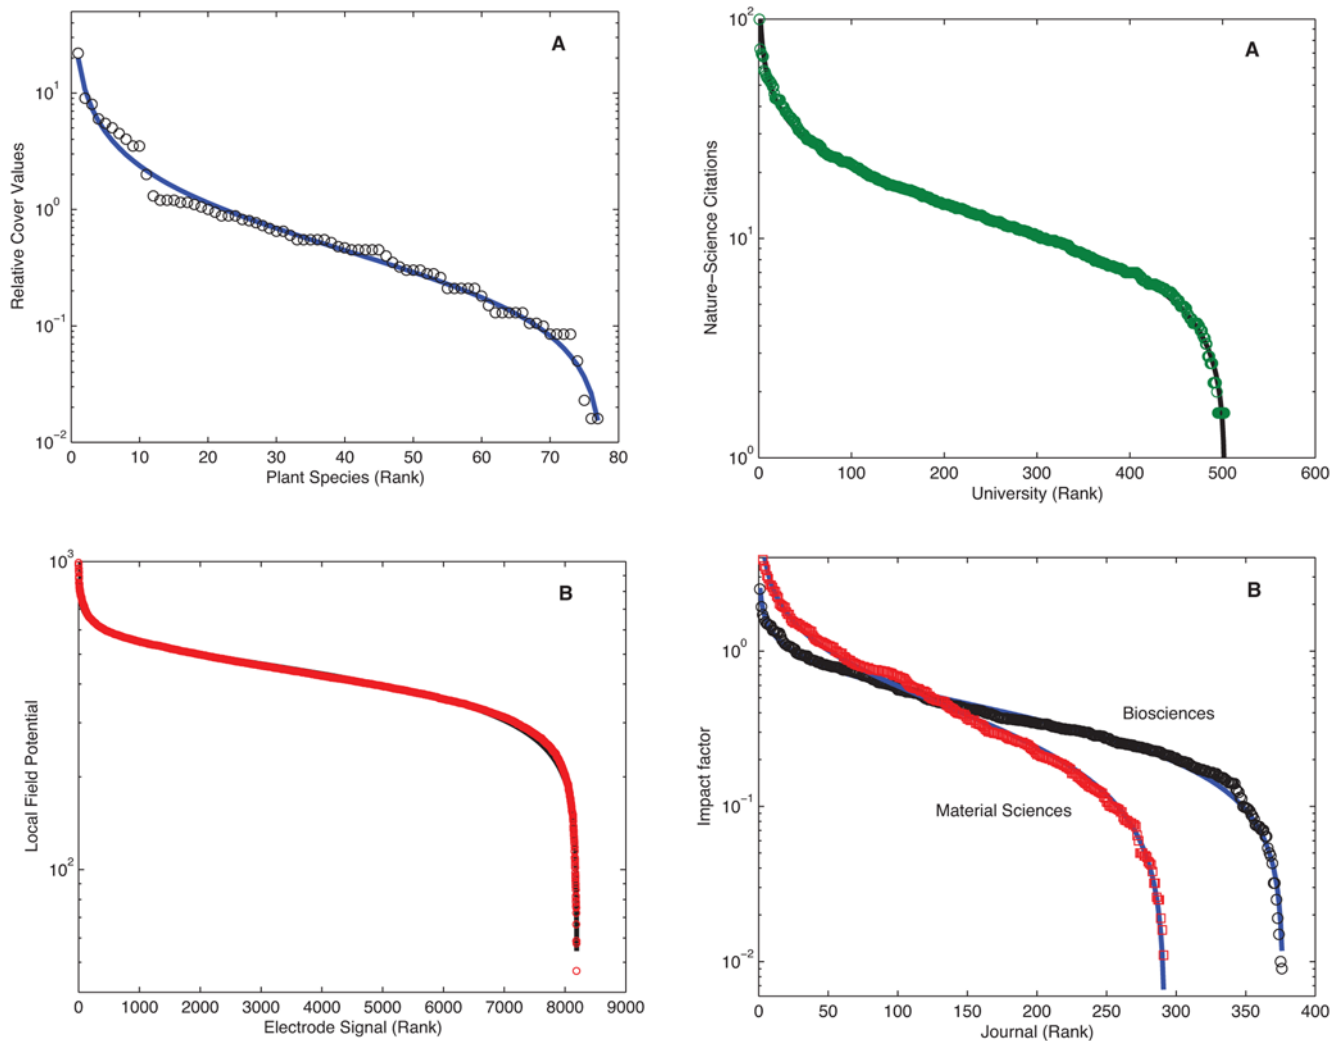 A
Relative Cover Values
10^1
10^0
10^−1
10^−2
0 10 20 30 40 50 60 70 80
Plant Species (Rank)
A
Nature−Science Citations
10^2
10^1
10^0
0 100 200 300 400 500 600
University (Rank)
B
Local Field Potential
10^3
10^2
0 1000 2000 3000 4000 5000 6000 7000 8000 9000
Electrode Signal (Rank)
B
Impact factor
10^0
10^−1
10^−2
Biosciences
Material Sciences
0 50 100 150 200 250 300 350 400
Journal (Rank)